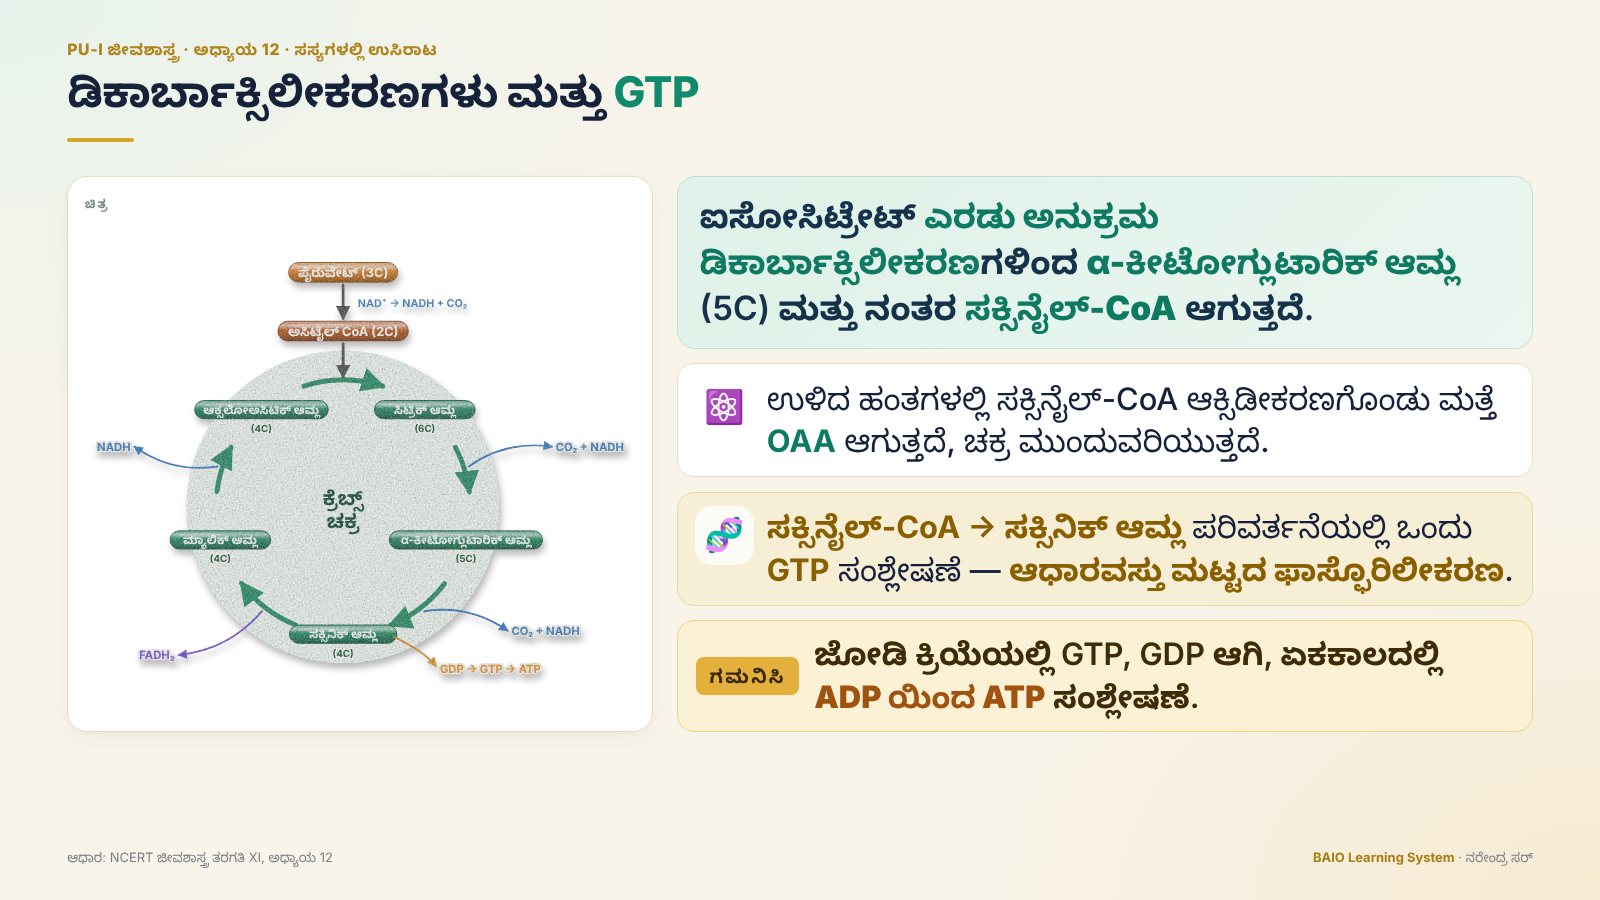 PU-I ಜೀವಶಾಸ್ತ್ರ · ಅಧ್ಯಾಯ 12 · ಸಸ್ಯಗಳಲ್ಲಿ ಉಸಿರಾಟ
ಡಿಕಾರ್ಬಾಕ್ಸಿಲೀಕರಣಗಳು ಮತ್ತು GTP
ಚಿತ್ರ
ಪೈರುವೇಟ್ (3C)
NAD⁺ → NADH + CO₂
ಅಸಿಟೈಲ್ CoA (2C)
ಆಕ್ಸಲೋಅಸಿಟಿಕ್ ಆಮ್ಲ
(4C)
ಸಿಟ್ರಿಕ್ ಆಮ್ಲ
(6C)
NADH
CO₂ + NADH
ಕ್ರೆಬ್ಸ್
ಚಕ್ರ
ಮ್ಯಾಲಿಕ್ ಆಮ್ಲ
(4C)
α-ಕೀಟೋಗ್ಲುಟಾರಿಕ್ ಆಮ್ಲ
(5C)
ಸಕ್ಸಿನಿಕ್ ಆಮ್ಲ
(4C)
CO₂ + NADH
FADH₂
GDP → GTP → ATP
ಐಸೋಸಿಟ್ರೇಟ್ ಎರಡು ಅನುಕ್ರಮ
ಡಿಕಾರ್ಬಾಕ್ಸಿಲೀಕರಣಗಳಿಂದ α-ಕೀಟೋಗ್ಲುಟಾರಿಕ್ ಆಮ್ಲ
(5C) ಮತ್ತು ನಂತರ ಸಕ್ಸಿನೈಲ್-CoA ಆಗುತ್ತದೆ.
ಉಳಿದ ಹಂತಗಳಲ್ಲಿ ಸಕ್ಸಿನೈಲ್-CoA ಆಕ್ಸಿಡೀಕರಣಗೊಂಡು ಮತ್ತೆ
OAA ಆಗುತ್ತದೆ, ಚಕ್ರ ಮುಂದುವರಿಯುತ್ತದೆ.
ಸಕ್ಸಿನೈಲ್-CoA → ಸಕ್ಸಿನಿಕ್ ಆಮ್ಲ ಪರಿವರ್ತನೆಯಲ್ಲಿ ಒಂದು
GTP ಸಂಶ್ಲೇಷಣೆ — ಆಧಾರವಸ್ತು ಮಟ್ಟದ ಫಾಸ್ಫೊರಿಲೀಕರಣ.
ಗಮನಿಸಿ
ಜೋಡಿ ಕ್ರಿಯೆಯಲ್ಲಿ GTP, GDP ಆಗಿ, ಏಕಕಾಲದಲ್ಲಿ
ADP ಯಿಂದ ATP ಸಂಶ್ಲೇಷಣೆ.
ಆಧಾರ: NCERT ಜೀವಶಾಸ್ತ್ರ ತರಗತಿ XI, ಅಧ್ಯಾಯ 12
BAIO Learning System · ನರೇಂದ್ರ ಸರ್